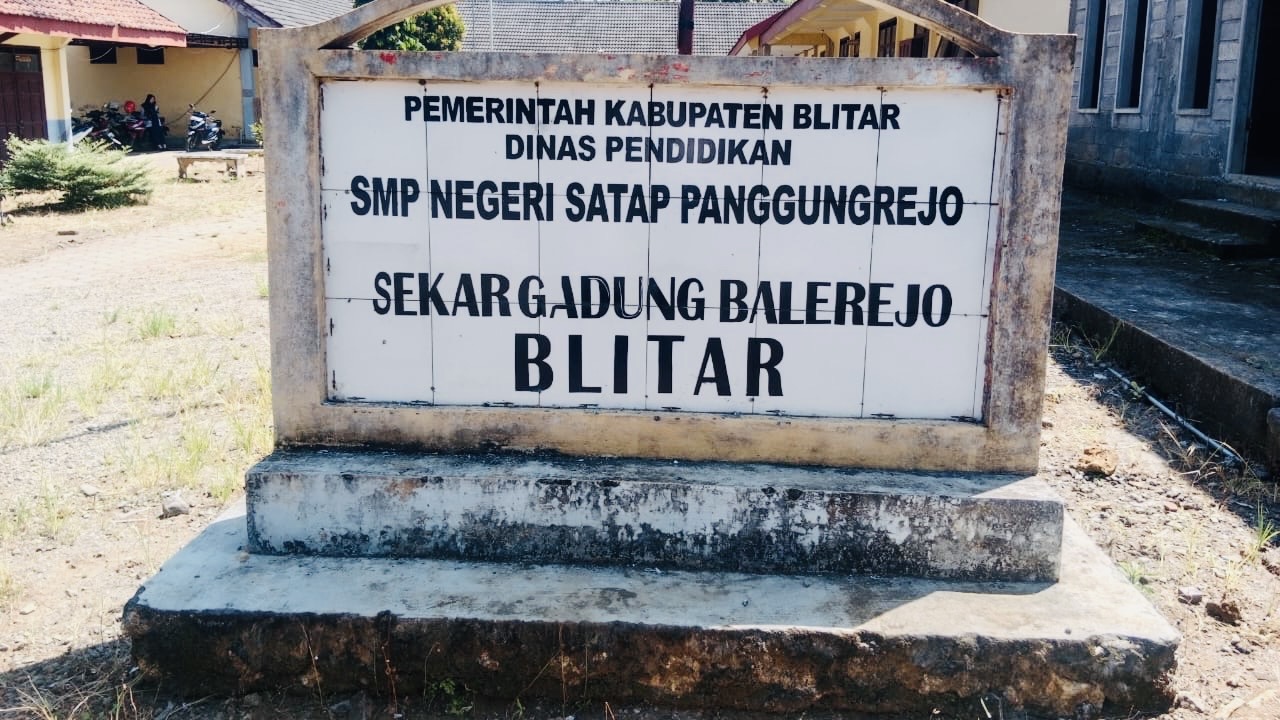 PEMERINTAH KABUPATEN BLITAR
DINAS PENDIDIKAN
SMP NEGERI SATAP PANGGUNGREJO
SEKARGADUNG BALEREJO
BLITAR